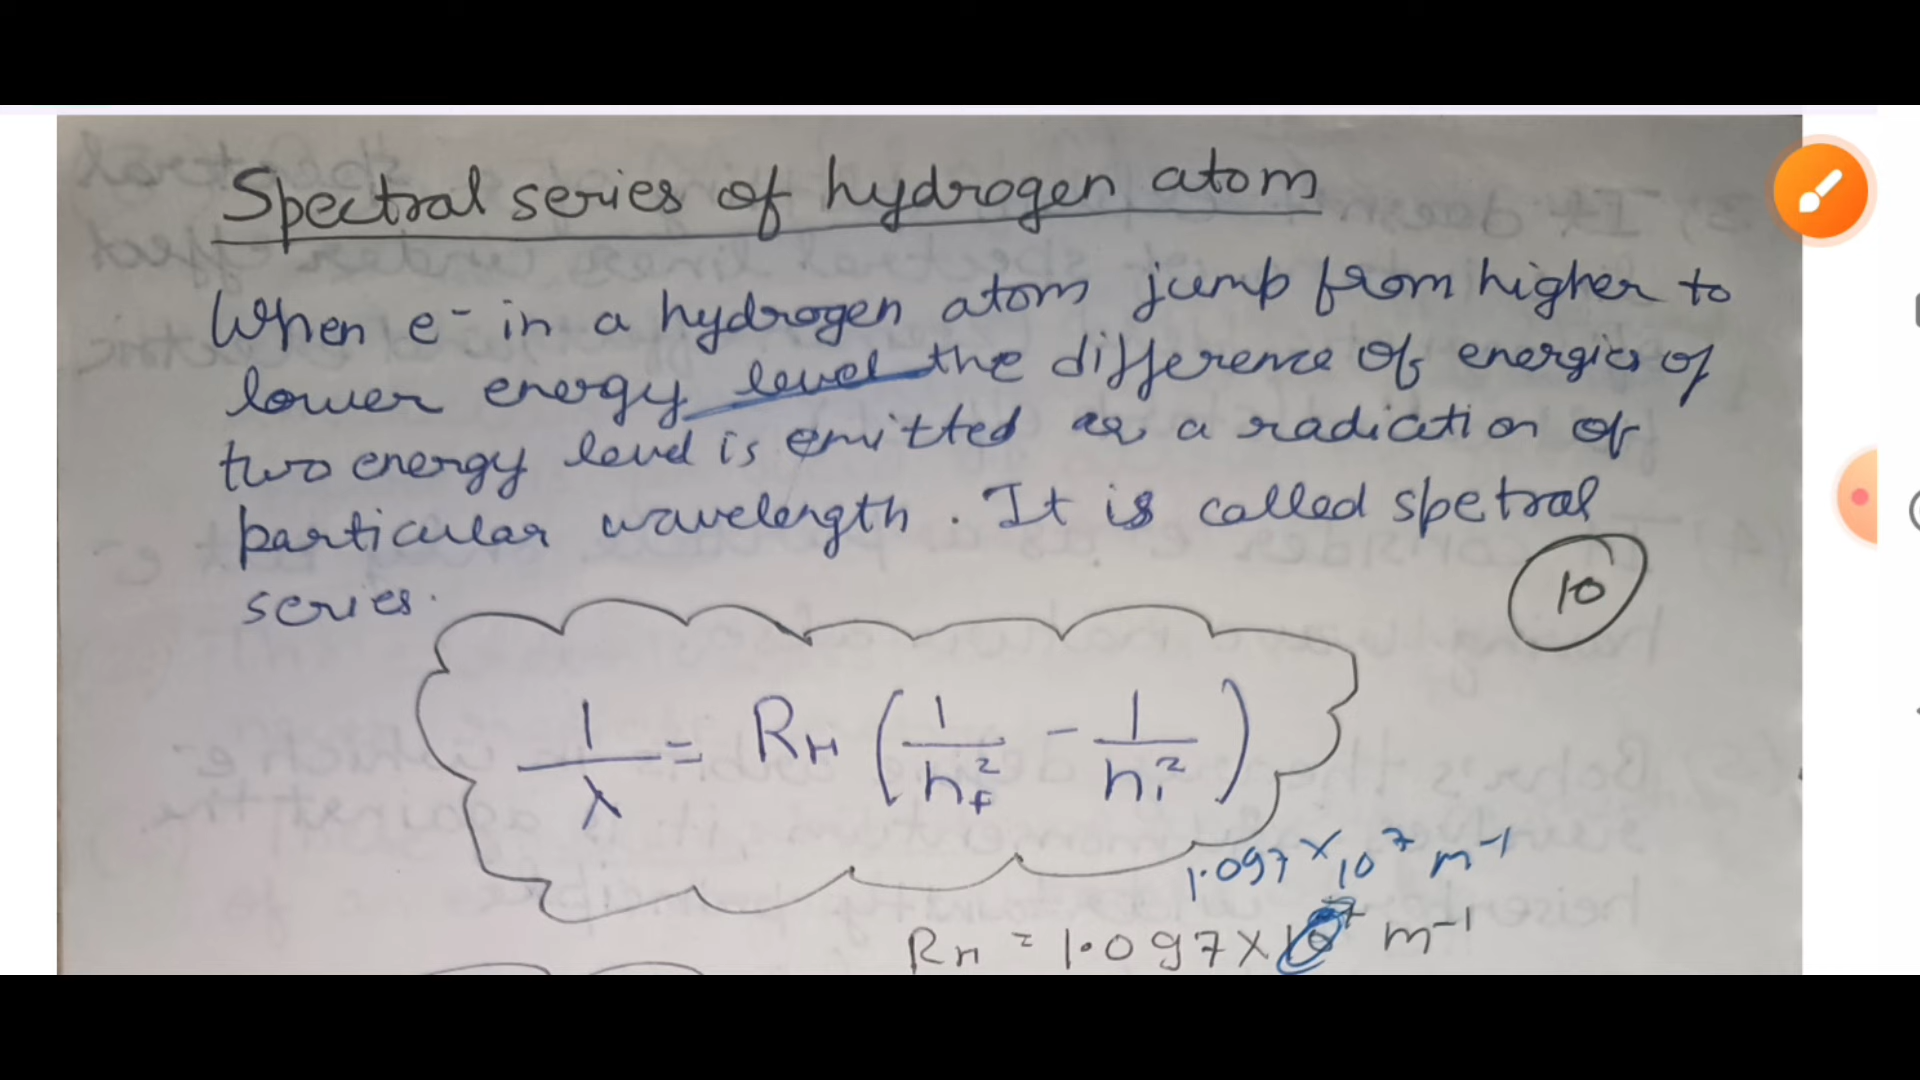 Spectral series of hydrogen atom
When e⁻ in a hydrogen atom jump from higher to
lower energy level the difference of energies of
two energy level is emitted as a radiation of
particular wavelength. It is called spetral
series.
10
1/λ = R_H (1/n_f² - 1/n_i²)
1.097 × 10⁷ m⁻¹
R_H = 1.097 × 10⁷ m⁻¹